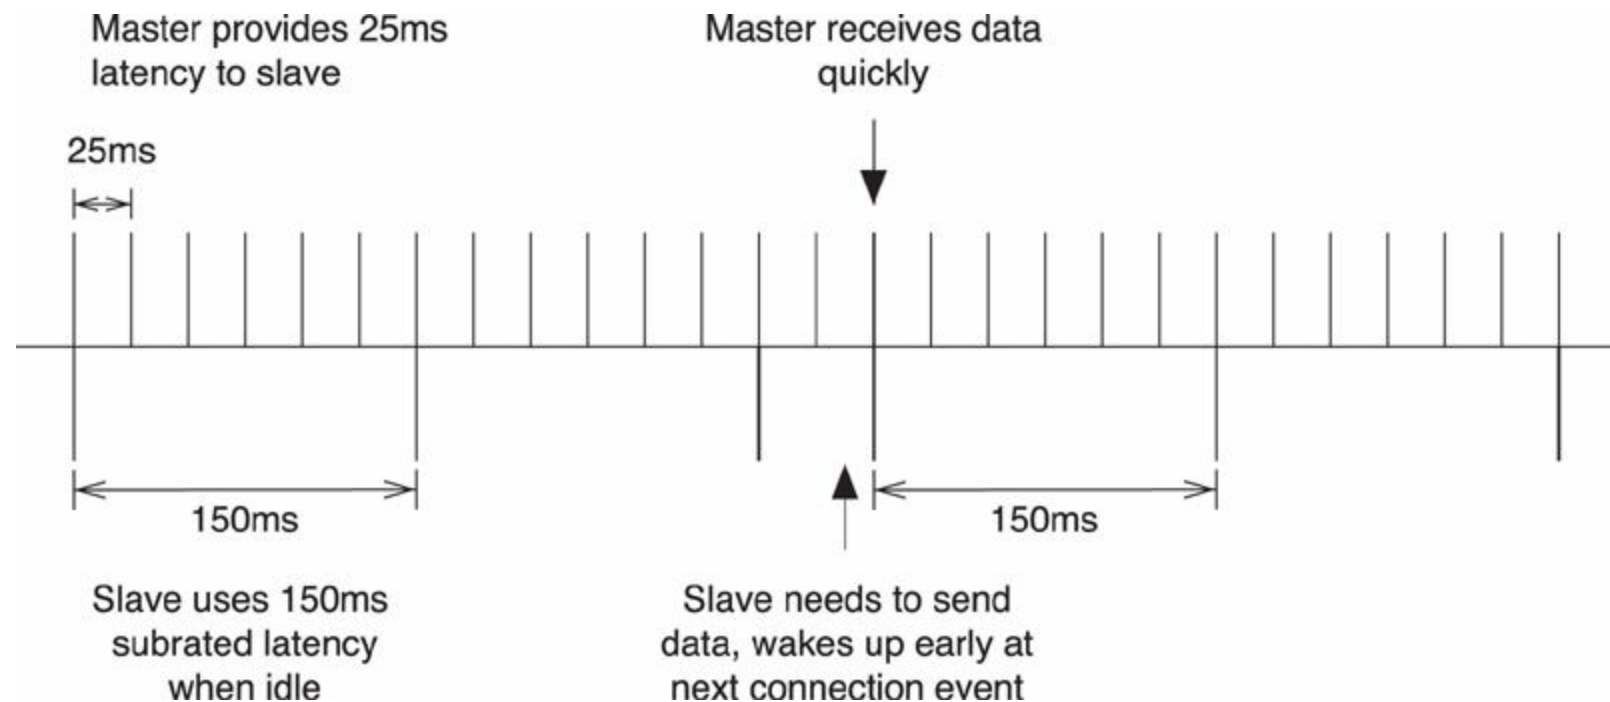 Master provides 25ms
latency to slave
Master receives data
quickly
25ms
150ms
150ms
Slave uses 150ms
subrated latency
when idle
Slave needs to send
data, wakes up early at
next connection event